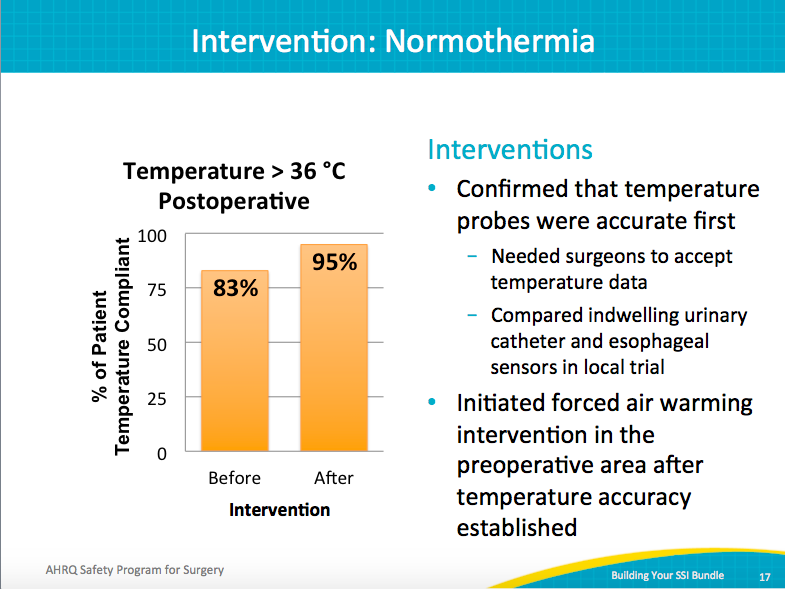 Intervention: Normothermia
Temperature > 36 °C
Postoperative
% of Patient
Temperature Compliant
100
75
50
25
0
83%
95%
Before
After
Intervention
Interventions
• Confirmed that temperature
probes were accurate first
– Needed surgeons to accept
temperature data
– Compared indwelling urinary
catheter and esophageal
sensors in local trial
• Initiated forced air warming
intervention in the
preoperative area after
temperature accuracy
established
AHRQ Safety Program for Surgery
Building Your SSI Bundle
17